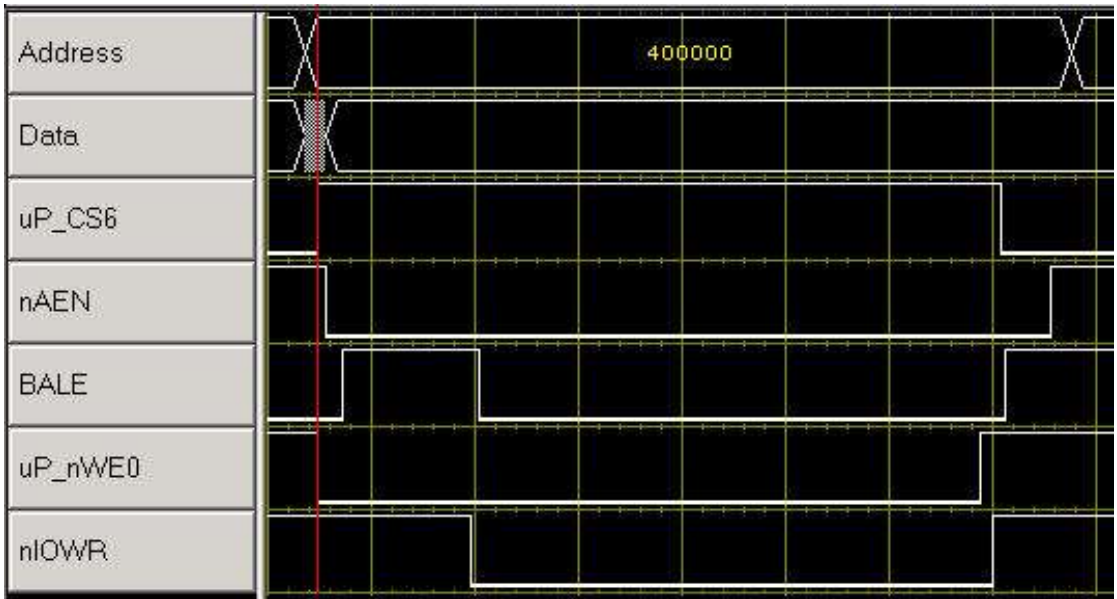 Address
400000
Data
uP_CS6
nAEN
BALE
uP_nWE0
nIOWR